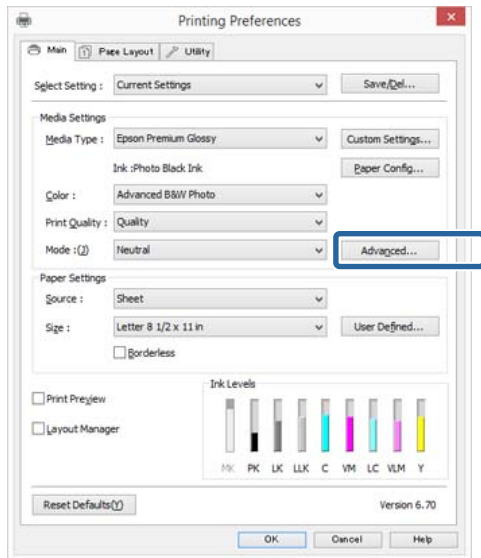 Printing Preferences
Main Page Layout Utility
Select Setting : Current Settings Save/Del...
Media Settings
Media Type : Epson Premium Glossy Custom Settings...
Ink :Photo Black Ink Paper Config...
Color : Advanced B&W Photo
Print Quality : Quality
Mode :(J) Neutral Advanced...
Paper Settings
Source : Sheet
Size : Letter 8 1/2 x 11 in User Defined...
Borderless
Ink Levels
Print Preview
Layout Manager
MK PK LK LLK C VM LC VLM Y
Reset Defaults(Y) Version 6.70
OK Cancel Help